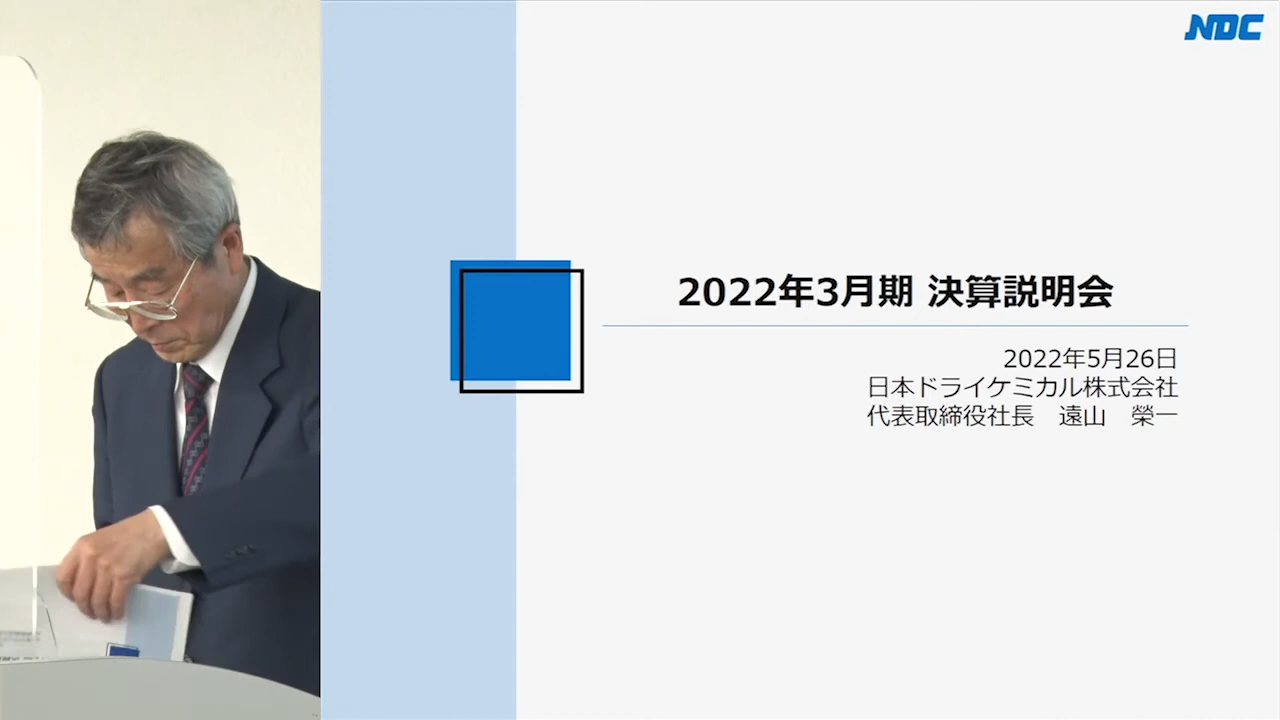 NDC
2022年3月期 決算説明会
2022年5月26日
日本ドライケミカル株式会社
代表取締役社長 遠山 榮一